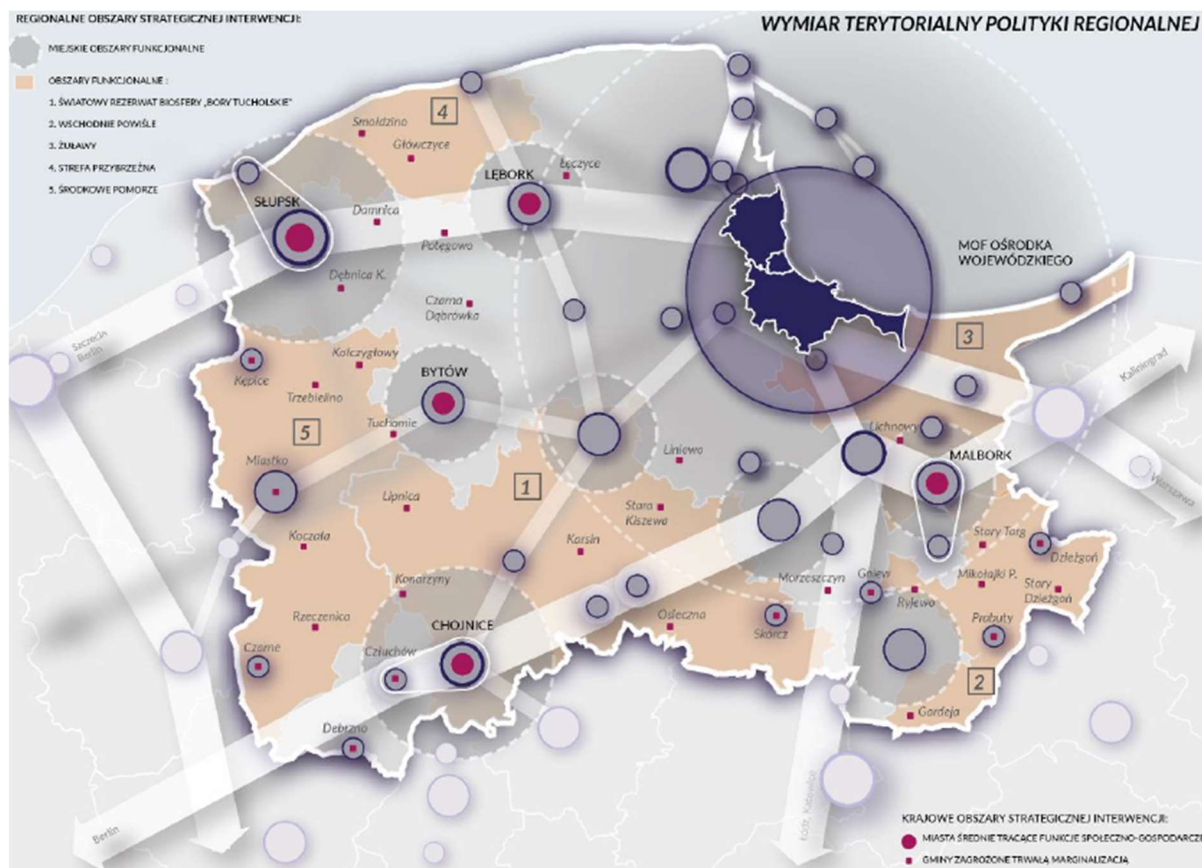 REGIONALNE OBSZARY STRATEGICZNEJ INTERWENCJI:
WYMIAR TERYTORIALNY POLITYKI REGIONALNEJ
MIEJSKIE OBSZARY FUNKCJONALNE
OBSZARY FUNKCJONALNE :
1. ŚWIATOWY REZERWAT BIOSFERY „BORY TUCHOLSKIE"
2. WSCHODNIE POWIŚLE
3. ŻUŁAWY
4. STREFA PRZYBRZEŻNA
5. ŚRODKOWE POMORZE
4
Smołdzino
Główczyce
Łęczyce
LĘBORK
SŁUPSK
Damnica
Potęgowo
MOF OŚRODKA
WOJEWÓDZKIEGO
Dębnica K.
Czarna
Dąbrówka
Szczecin
Berlin
3
Kaliningrad
Kołczygłowy
Kępice
Trzebielino
BYTÓW
5
Tuchomie
Lichnowy
Miastko
Liniewo
MALBORK
Warszawa
1
Lipnica
Stara
Kiszewa
Koczała
Karsin
Stary Targ
Dzierzgoń
Konarzyny
Morzeszczyn
Gniew
Mikołajki P.
Ryjewo
Stary
Dzierzgoń
Rzeczenica
CHOJNICE
Osieczna
Skórcz
Prabuty
Czarne
Człuchów
2
Gardeja
Debrzno
Berlin
Łódź, Katowice
KRAJOWE OBSZARY STRATEGICZNEJ INTERWENCJI:
MIASTA ŚREDNIE TRACĄCE FUNKCJE SPOŁECZNO-GOSPODARCZE
GMINY ZAGROŻONE TRWAŁĄ MARGINALIZACJĄ